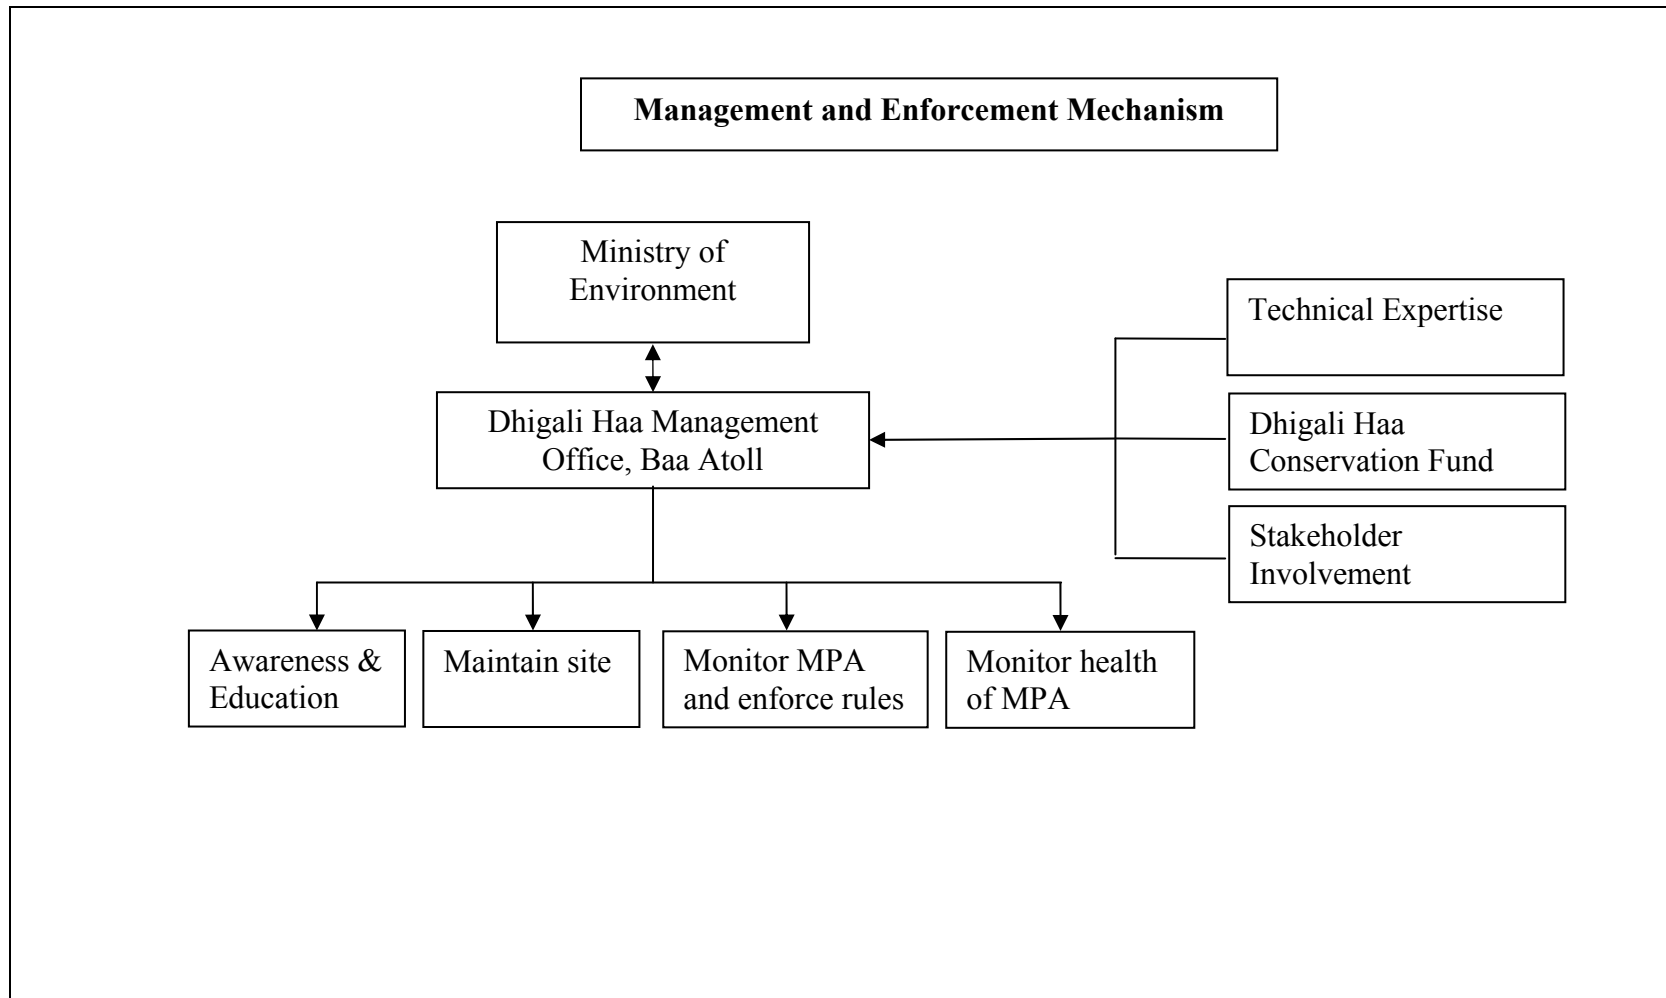 Management and Enforcement Mechanism
Ministry of
Environment
Technical Expertise
Dhigali Haa Management
Office, Baa Atoll
Dhigali Haa
Conservation Fund
Stakeholder
Involvement
Awareness &
Education
Maintain site
Monitor MPA
and enforce rules
Monitor health
of MPA